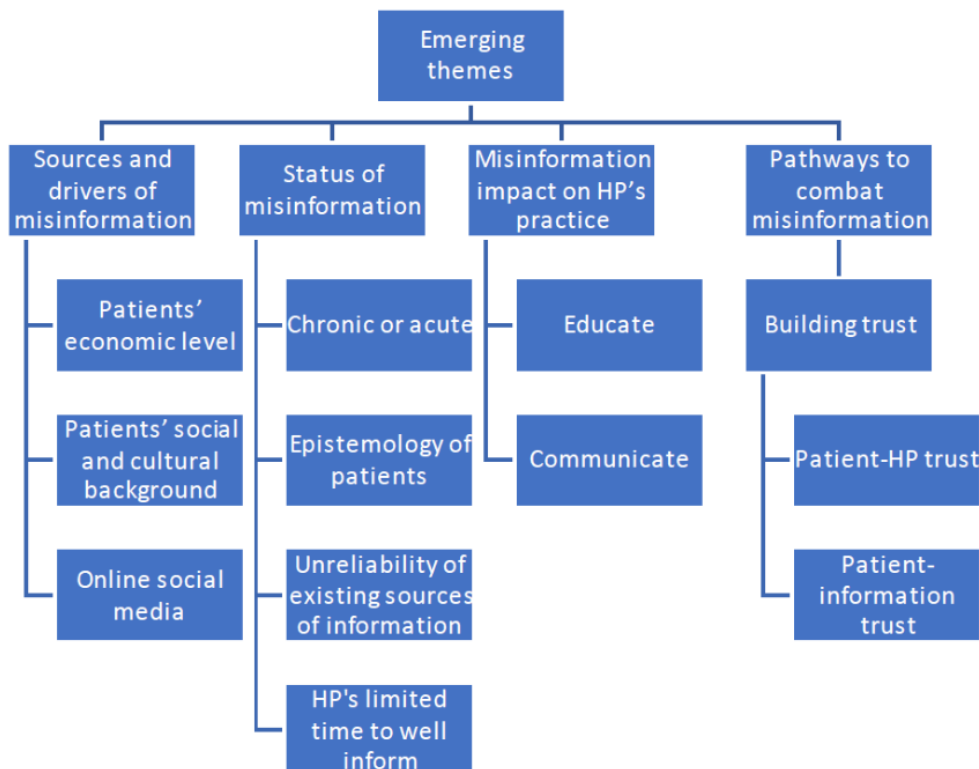 Emerging
themes
Sources and
drivers of
misinformation
Patients’
economic level
Patients’ social
and cultural
background
Online social
media
Status of
misinformation
Chronic or acute
Epistemology of
patients
Unreliability of
existing sources
of information
HP's limited
time to well
inform
Misinformation
impact on HP’s
practice
Educate
Communicate
Pathways to
combat
misinformation
Building trust
Patient-HP trust
Patient-
information
trust